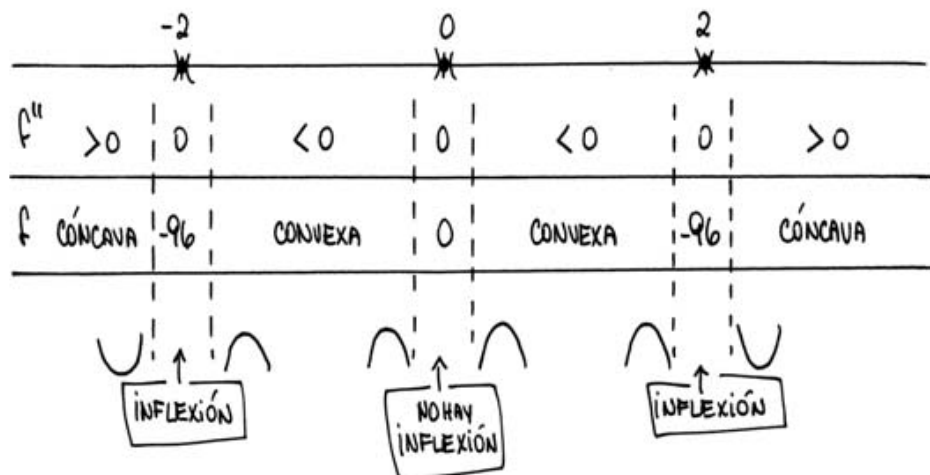 -2 0 2
f'' >0 0 <0 0 <0 0 >0
f CÓNCAVA -96 CONVEXA 0 CONVEXA -96 CÓNCAVA
INFLEXIÓN
NO HAY
INFLEXIÓN
INFLEXIÓN